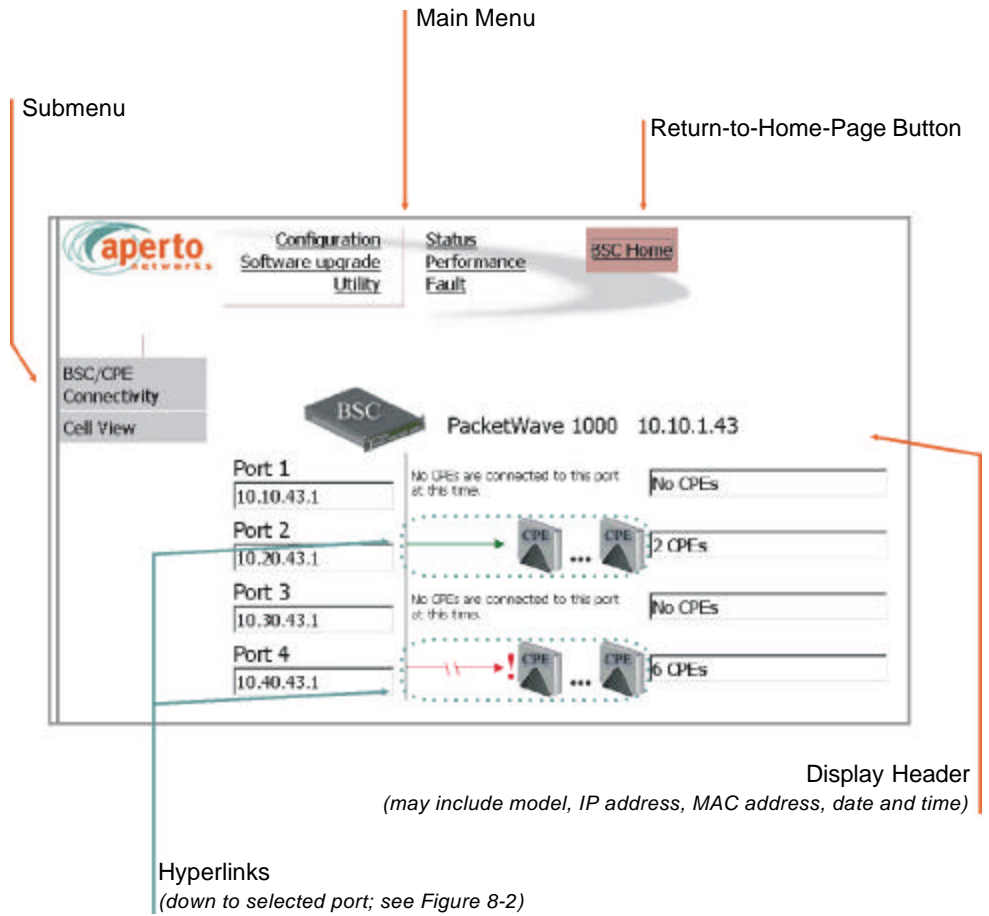 Main Menu
Submenu
Return-to-Home-Page Button
aperto
networks
Configuration
Software upgrade
Utility
Status
Performance
Fault
BSC Home
BSC/CPE
Connectivity
Cell View
BSC
PacketWave 1000 10.10.1.43
Port 1
10.10.43.1
No CPEs are connected to this port
at this time.
No CPEs
Port 2
10.20.43.1
CPE
...
CPE
2 CPEs
Port 3
10.30.43.1
No CPEs are connected to this port
at this time.
No CPEs
Port 4
10.40.43.1
!
CPE
...
CPE
6 CPEs
Display Header
(may include model, IP address, MAC address, date and time)
Hyperlinks
(down to selected port; see Figure 8-2)